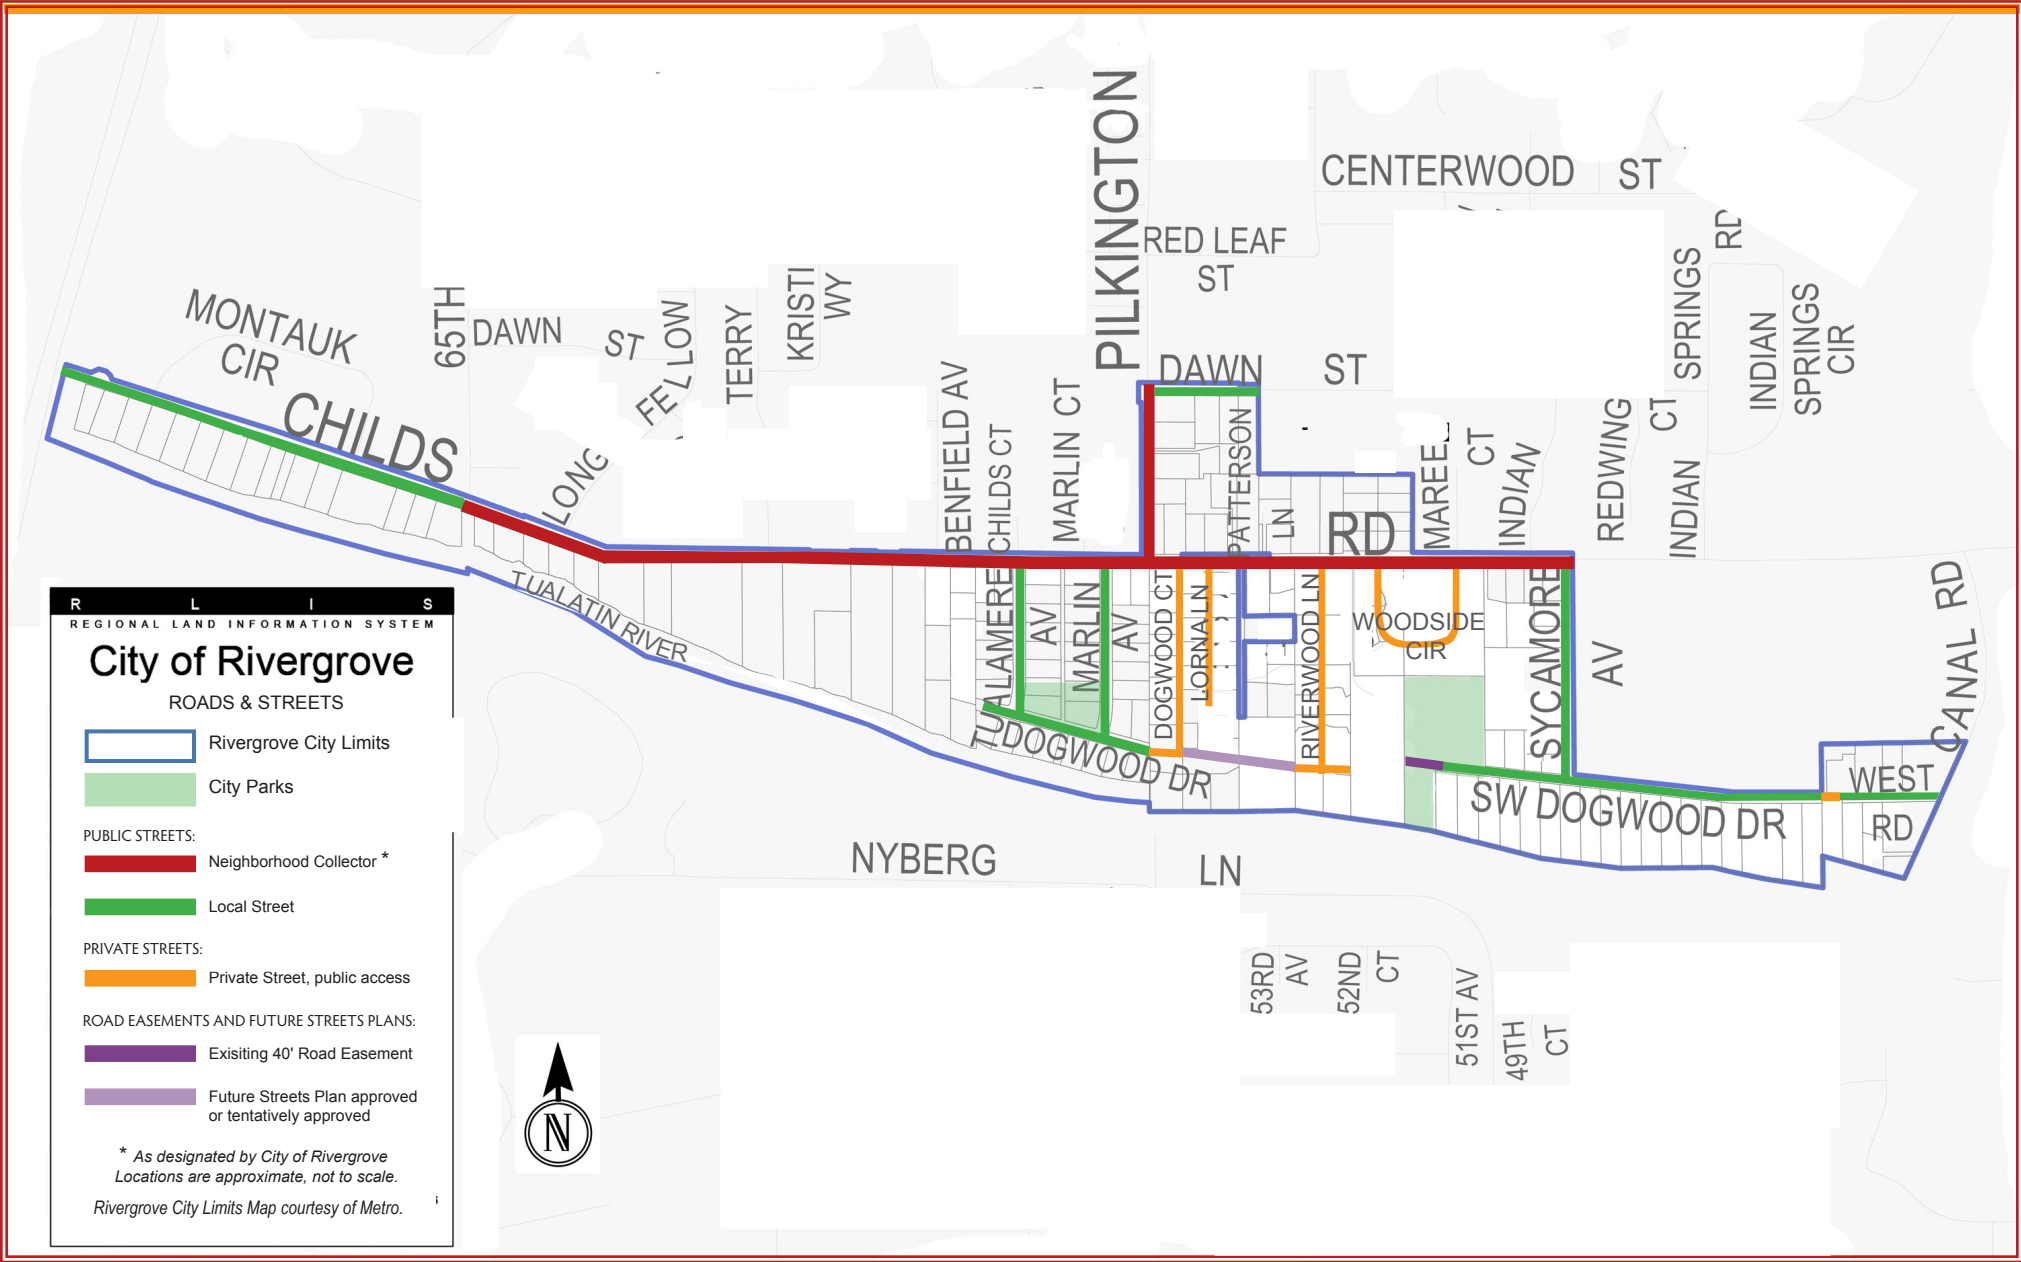 PILKINGTON
CENTERWOOD ST
RED LEAF
ST
MONTAUK
CIR
65TH
DAWN ST
FELLOW
TERRY
KRISTI
WY
LONG
CHILDS
BENFIELD AV
CHILDS CT
MARLIN CT
DAWN ST
PATTERSON
LN
RD
MAREE
CT
INDIAN
REDWING
CT
INDIAN
SPRINGS
RD
INDIAN
SPRINGS
CIR
TUALATIN RIVER
TUALAMERE
AV
MARLIN
AV
DOGWOOD CT
LORNA LN
RIVERWOOD LN
WOODSIDE
CIR
SYCAMORE
AV
CANAL RD
DOGWOOD DR
SW DOGWOOD DR
WEST
RD
NYBERG LN
53RD
AV
52ND
CT
51ST AV
49TH
CT
R L I S
REGIONAL LAND INFORMATION SYSTEM
City of Rivergrove
ROADS & STREETS
Rivergrove City Limits
City Parks
PUBLIC STREETS:
Neighborhood Collector *
Local Street
PRIVATE STREETS:
Private Street, public access
ROAD EASEMENTS AND FUTURE STREETS PLANS:
Exisiting 40' Road Easement
Future Streets Plan approved
or tentatively approved
* As designated by City of Rivergrove
Locations are approximate, not to scale.
Rivergrove City Limits Map courtesy of Metro.
N